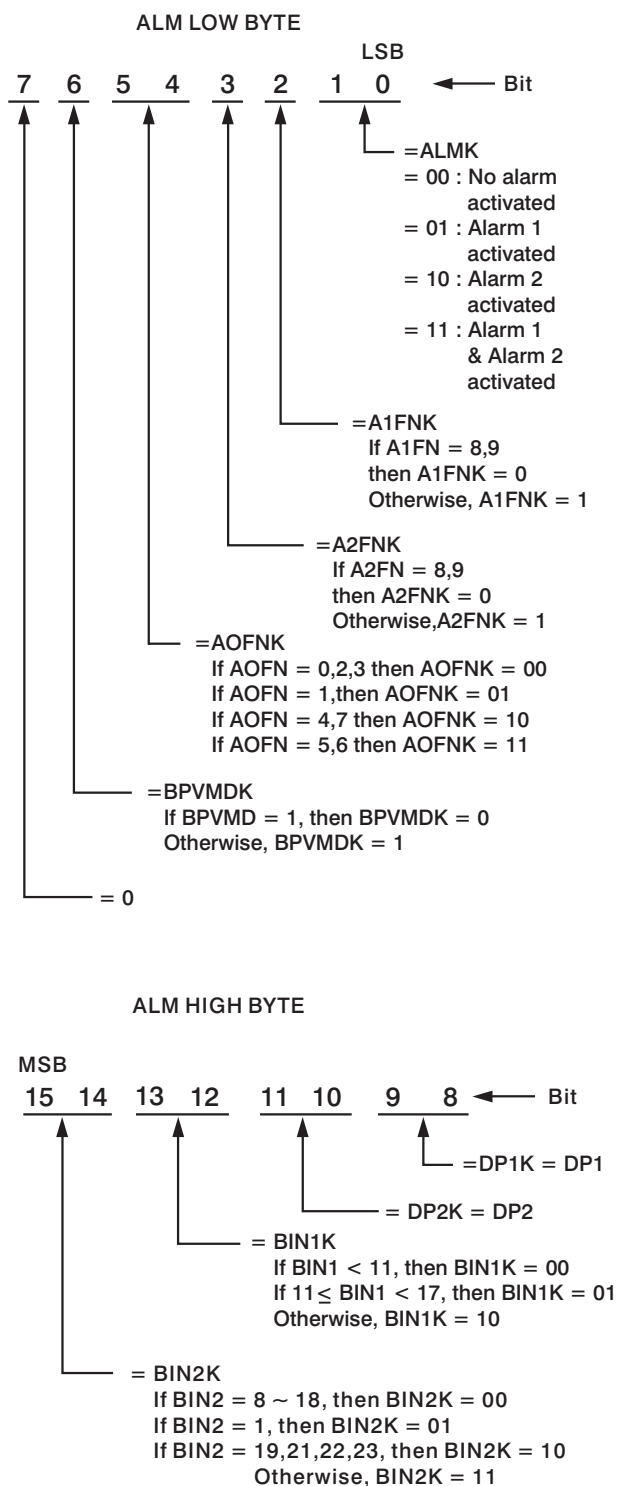 ALM LOW BYTE
LSB
7 6 5 4 3 2 1 0 Bit
=ALMK
= 00 : No alarm
activated
= 01 : Alarm 1
activated
= 10 : Alarm 2
activated
= 11 : Alarm 1
& Alarm 2
activated
=A1FNK
If A1FN = 8,9
then A1FNK = 0
Otherwise, A1FNK = 1
=A2FNK
If A2FN = 8,9
then A2FNK = 0
Otherwise,A2FNK = 1
=AOFNK
If AOFN = 0,2,3 then AOFNK = 00
If AOFN = 1,then AOFNK = 01
If AOFN = 4,7 then AOFNK = 10
If AOFN = 5,6 then AOFNK = 11
=BPVMDK
If BPVMD = 1, then BPVMDK = 0
Otherwise, BPVMDK = 1
= 0
ALM HIGH BYTE
MSB
15 14 13 12 11 10 9 8 Bit
=DP1K = DP1
= DP2K = DP2
= BIN1K
If BIN1 < 11, then BIN1K = 00
If 11≤ BIN1 < 17, then BIN1K = 01
Otherwise, BIN1K = 10
= BIN2K
If BIN2 = 8 ~ 18, then BIN2K = 00
If BIN2 = 1, then BIN2K = 01
If BIN2 = 19,21,22,23, then BIN2K = 10
Otherwise, BIN2K = 11